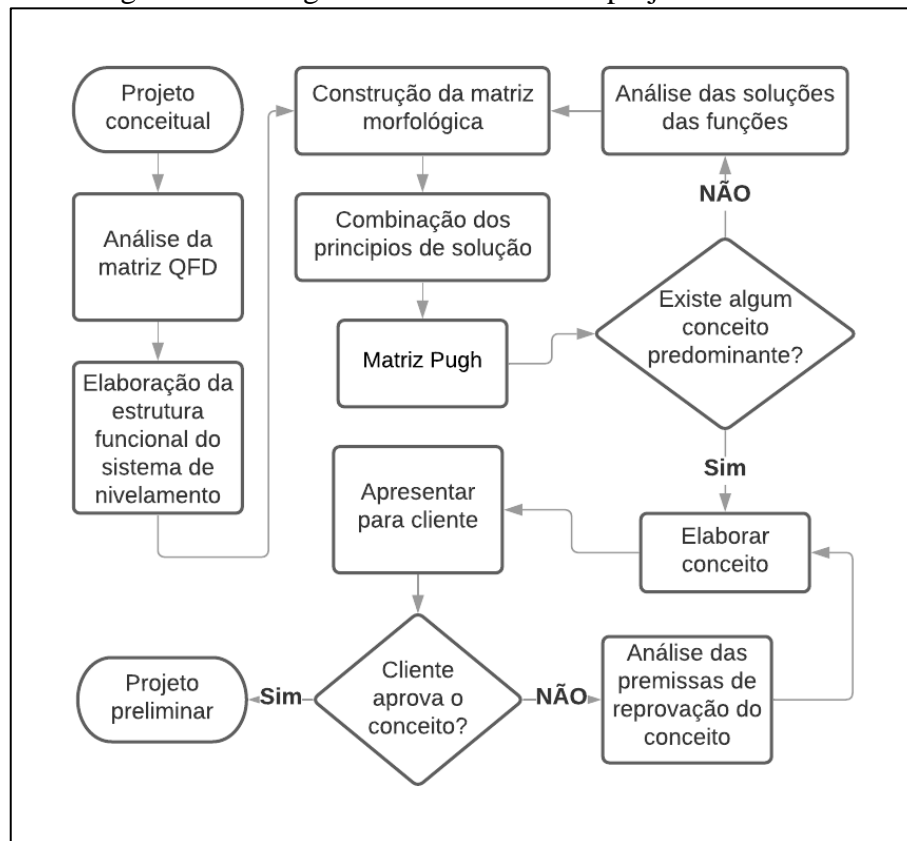 Projeto
conceitual
Análise da
matriz QFD
Elaboração da
estrutura
funcional do
sistema de
nivelamento
Construção da matriz
morfológica
Combinação dos
principios de solução
Matriz Pugh
Existe algum
conceito
predominante?
NÃO
Análise das soluções
das funções
Sim
Elaborar
conceito
Apresentar
para cliente
Cliente
aprova o
conceito?
NÃO
Análise das
premissas de
reprovação do
conceito
Sim
Projeto
preliminar